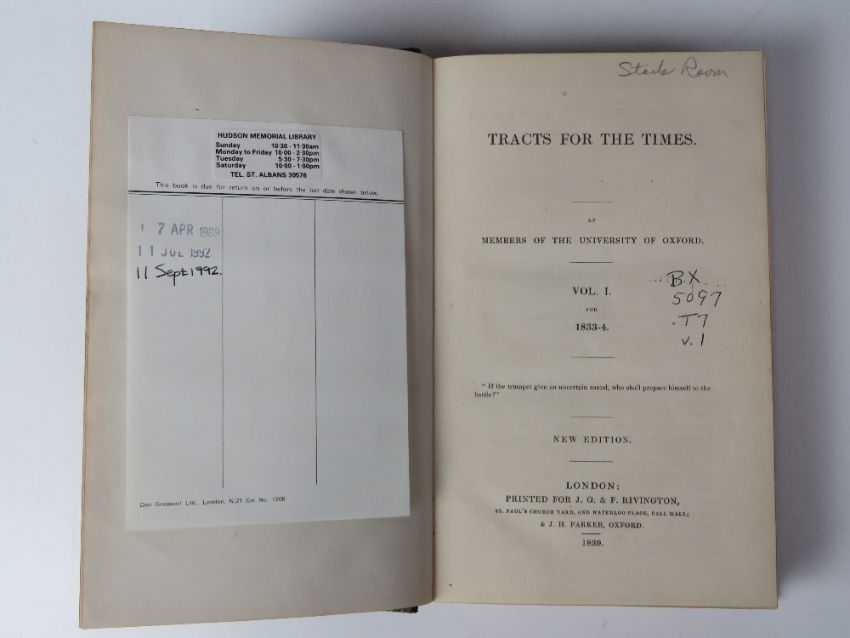 HUDSON MEMORIAL LIBRARY
Sunday 10·30 - 11·30am
Monday to Friday 10·00 - 2·30pm
Tuesday 5·30 - 7·30pm
Saturday 10·00 - 1·00pm
TEL. ST. ALBANS 30576
This book is due for return on or before the last date shown below.
17 APR 1989
11 JUL 1992
11 Sept 1992.
Don Gresswell Ltd., London, N.21 Cat. No. 1208
Stack Room
TRACTS FOR THE TIMES.
BY
MEMBERS OF THE UNIVERSITY OF OXFORD.
VOL. I.
FOR
1833-4.
BX
5097
.T7
v.1
" If the trumpet give an uncertain sound, who shall prepare himself to the
battle?"
NEW EDITION.
LONDON:
PRINTED FOR J. G. & F. RIVINGTON,
ST. PAUL'S CHURCH YARD, AND WATERLOO PLACE, PALL MALL;
& J. H. PARKER, OXFORD.
1839.